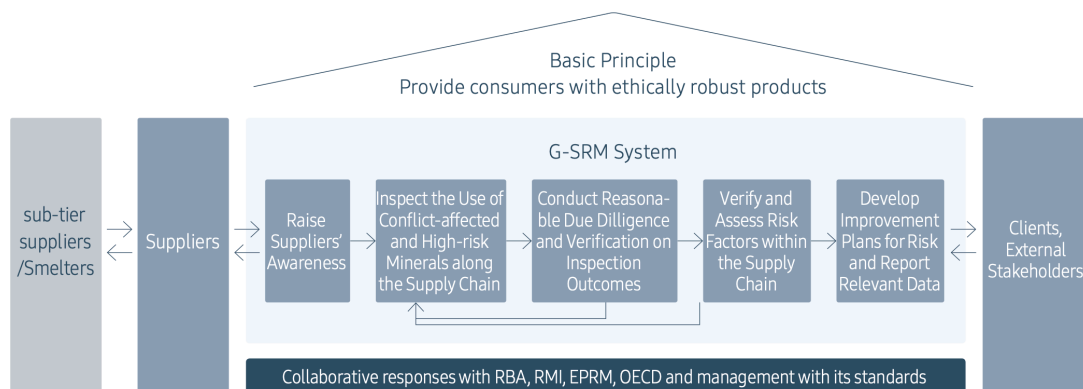 Basic Principle
Provide consumers with ethically robust products
G-SRM System
sub-tier
suppliers
/Smelters
Suppliers
Raise
Suppliers'
Awareness
Inspect the Use of
Conflict-affected
and High-risk
Minerals along
the Supply Chain
Conduct Reasona-
ble Due Dilligence
and Verification on
Inspection
Outcomes
Verify and
Assess Risk
Factors within
the Supply
Chain
Develop
Improvement
Plans for Risk
and Report
Relevant Data
Clients,
External
Stakeholders
Collaborative responses with RBA, RMI, EPRM, OECD and management with its standards